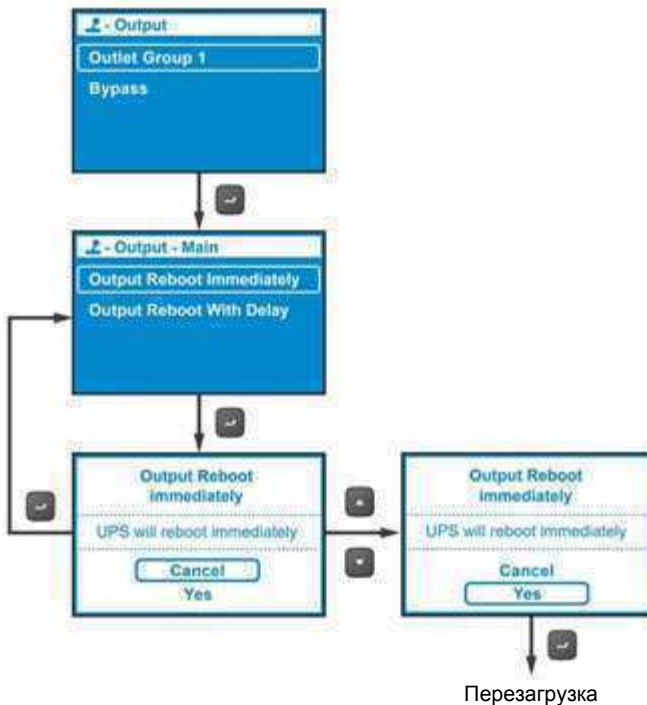 - Output
Outlet Group 1
Bypass
- Output - Main
Output Reboot Immediately
Output Reboot With Delay
Output Reboot
immediately
UPS will reboot immediately
Cancel
Yes
Output Reboot
immediately
UPS will reboot immediately
Cancel
Yes
Перезагрузка